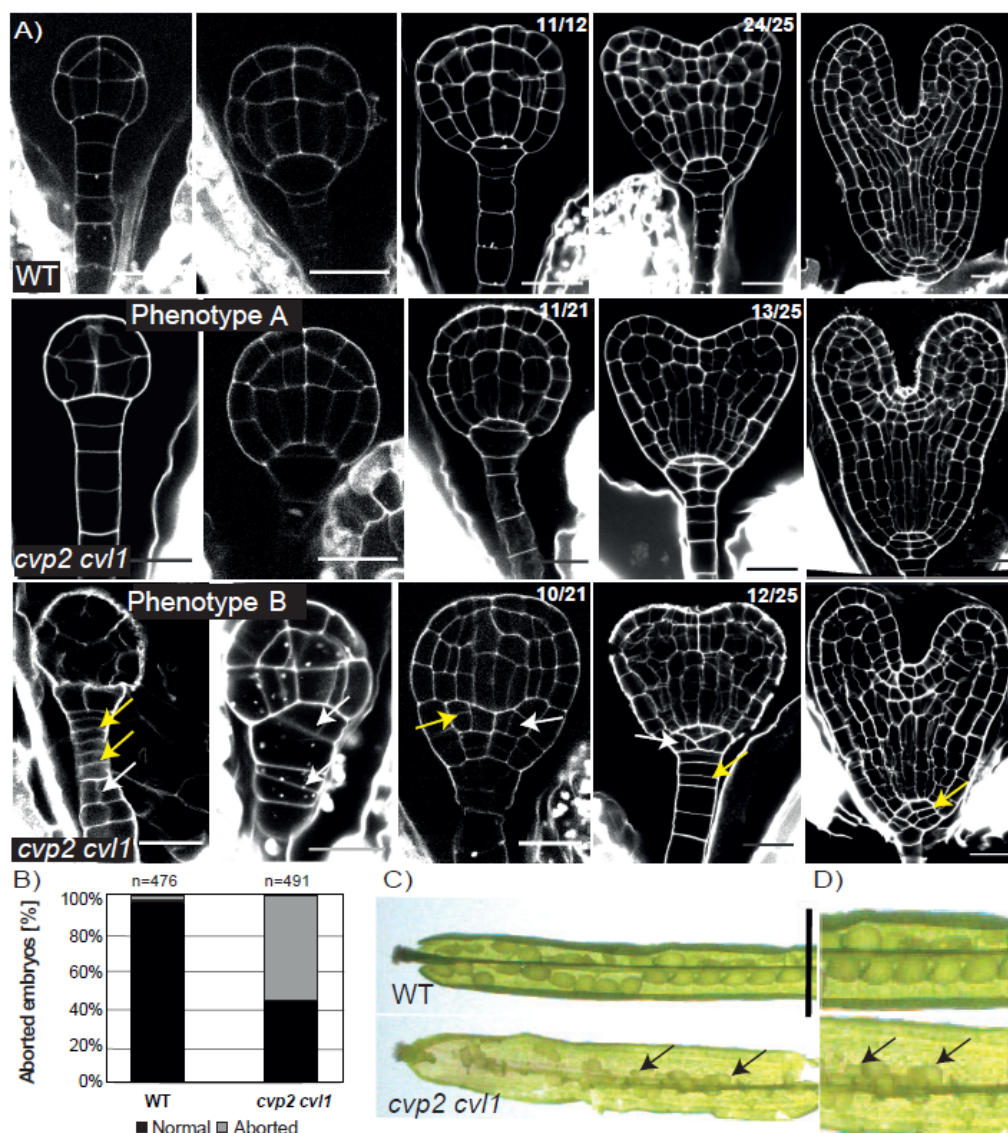 A)
11/12
24/25
WT
Phenotype A
11/21
13/25
cvp2 cvl1
Phenotype B
10/21
12/25
cvp2 cvl1
B)
n=476
n=491
Aborted embryos [%]
100%
80%
60%
40%
20%
0%
WT
cvp2 cvl1
Normal
Aborted
C)
WT
cvp2 cvl1
D)